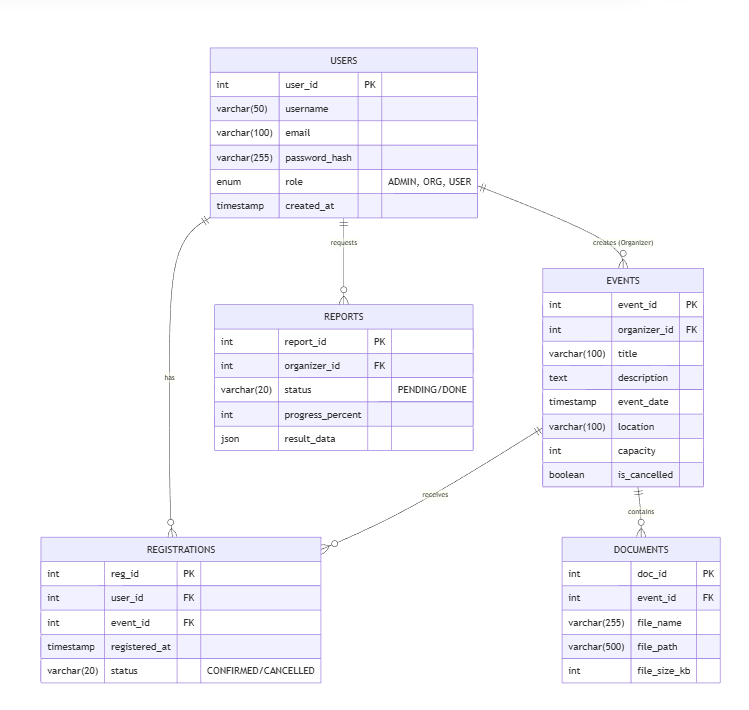 USERS
int user_id PK
varchar(50) username
varchar(100) email
varchar(255) password_hash
enum role ADMIN, ORG, USER
timestamp created_at
requests
creates (Organizer)
EVENTS
int event_id PK
int organizer_id FK
varchar(100) title
text description
timestamp event_date
varchar(100) location
int capacity
boolean is_cancelled
REPORTS
int report_id PK
int organizer_id FK
varchar(20) status PENDING/DONE
int progress_percent
json result_data
has
receives
contains
REGISTRATIONS
int reg_id PK
int user_id FK
int event_id FK
timestamp registered_at
varchar(20) status CONFIRMED/CANCELLED
DOCUMENTS
int doc_id PK
int event_id FK
varchar(255) file_name
varchar(500) file_path
int file_size_kb